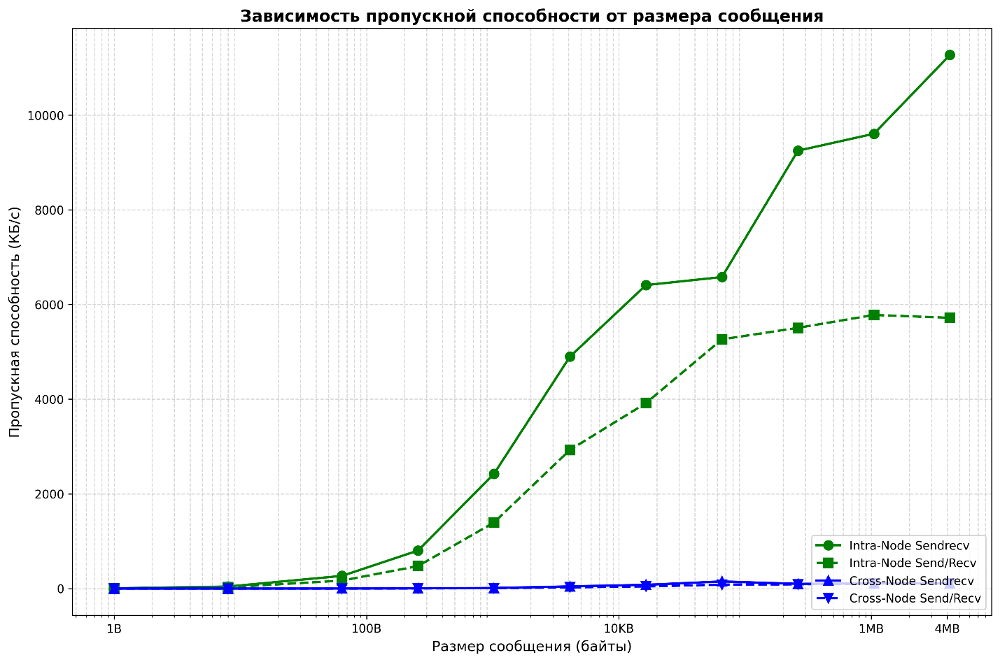 Зависимость пропускной способности от размера сообщения
Пропускная способность (КБ/с)
10000
8000
6000
4000
2000
0
1B
100B
10KB
1MB
4MB
Размер сообщения (байты)
Intra-Node Sendrecv
Intra-Node Send/Recv
Cross-Node Sendrecv
Cross-Node Send/Recv